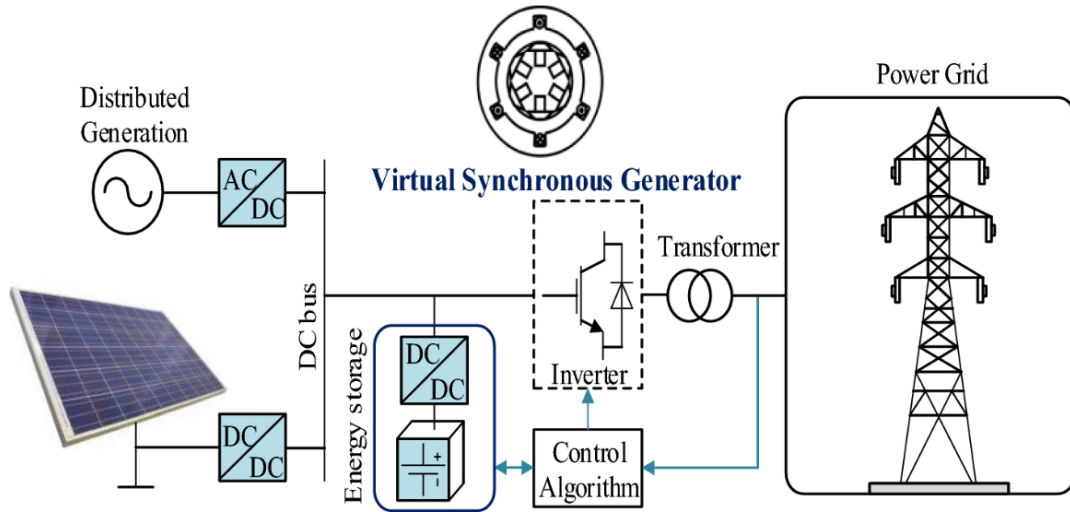 Distributed
Generation
AC
DC
Virtual Synchronous Generator
Power Grid
Transformer
DC bus
Energy storage
DC
DC
+
-
Inverter
DC
DC
Control
Algorithm